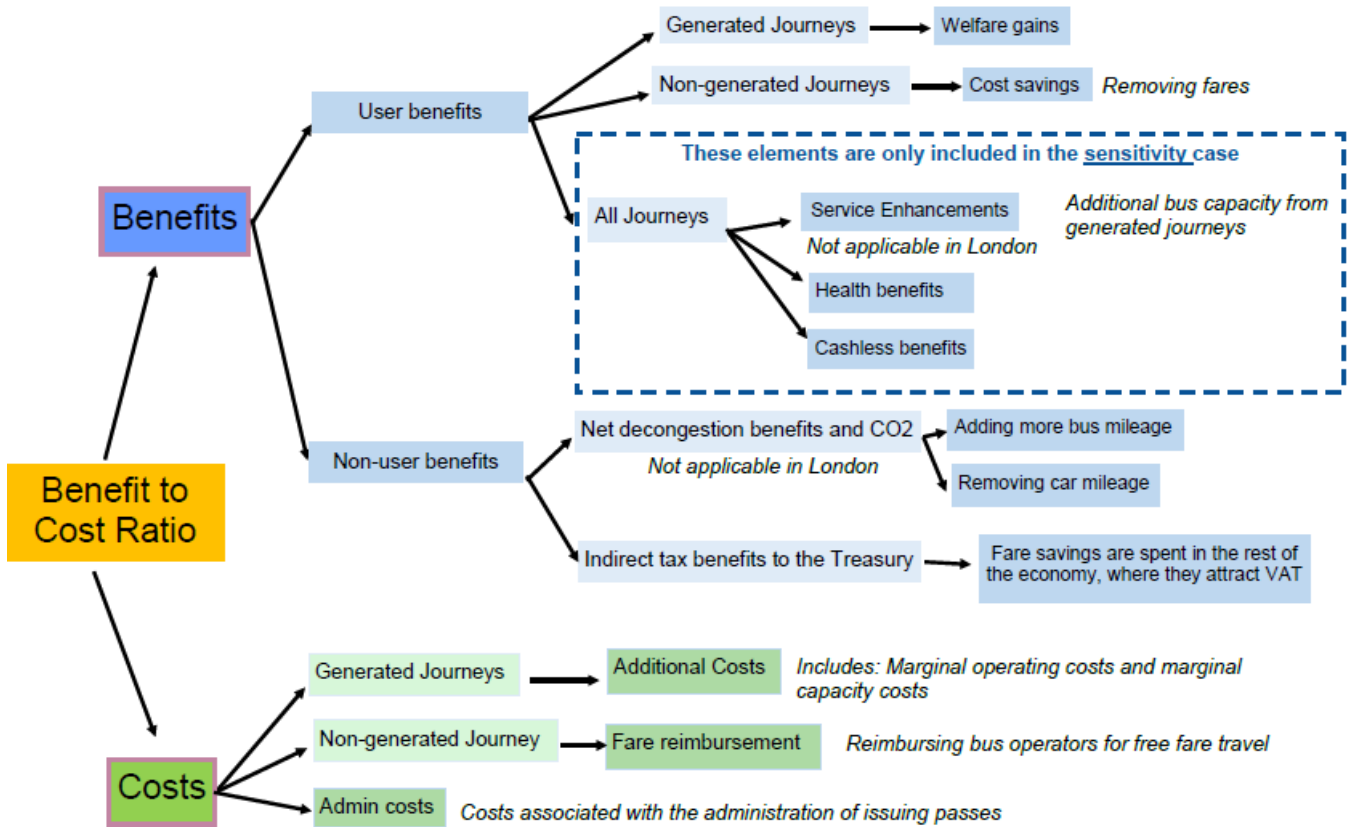 Generated Journeys
Welfare gains
Non-generated Journeys
Cost savings
Removing fares
User benefits
These elements are only included in the sensitivity case
Benefits
All Journeys
Service Enhancements
Not applicable in London
Additional bus capacity from
generated journeys
Health benefits
Cashless benefits
Net decongestion benefits and CO2
Not applicable in London
Adding more bus mileage
Removing car mileage
Non-user benefits
Benefit to
Cost Ratio
Indirect tax benefits to the Treasury
Fare savings are spent in the rest of
the economy, where they attract VAT
Generated Journeys
Additional Costs
Includes: Marginal operating costs and marginal
capacity costs
Non-generated Journey
Fare reimbursement
Reimbursing bus operators for free fare travel
Costs
Admin costs
Costs associated with the administration of issuing passes